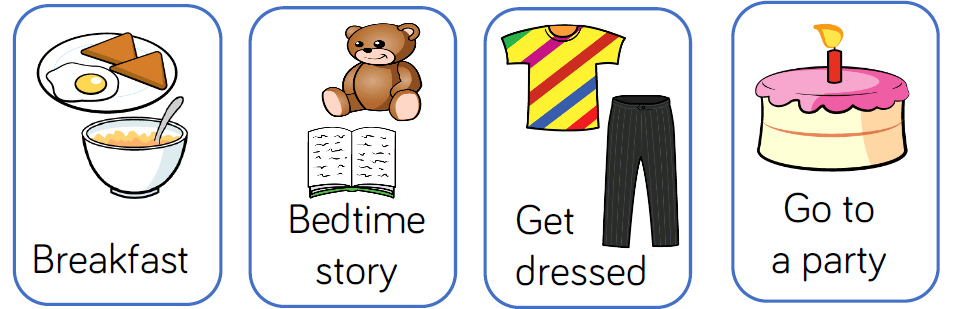 Breakfast
Bedtime
story
Get
dressed
Go to
a party